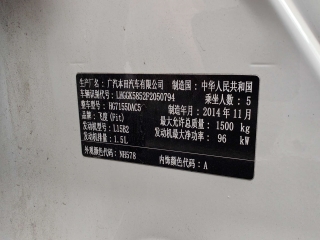 生产厂名：广汽本田汽车有限公司 制造国：中华人民共和国
车辆识别代号：LHGGK5852F2050794 乘坐人数：5
整车型号：HG7155DAC5 制造年月：2014年11月
品牌：飞度(Fit) 最大允许总质量：1500 kg
发动机型号：L15B2 发动机最大净功率：96 kW
发动机排量：1.5L
外观颜色代码：NH578 内饰颜色代码：A